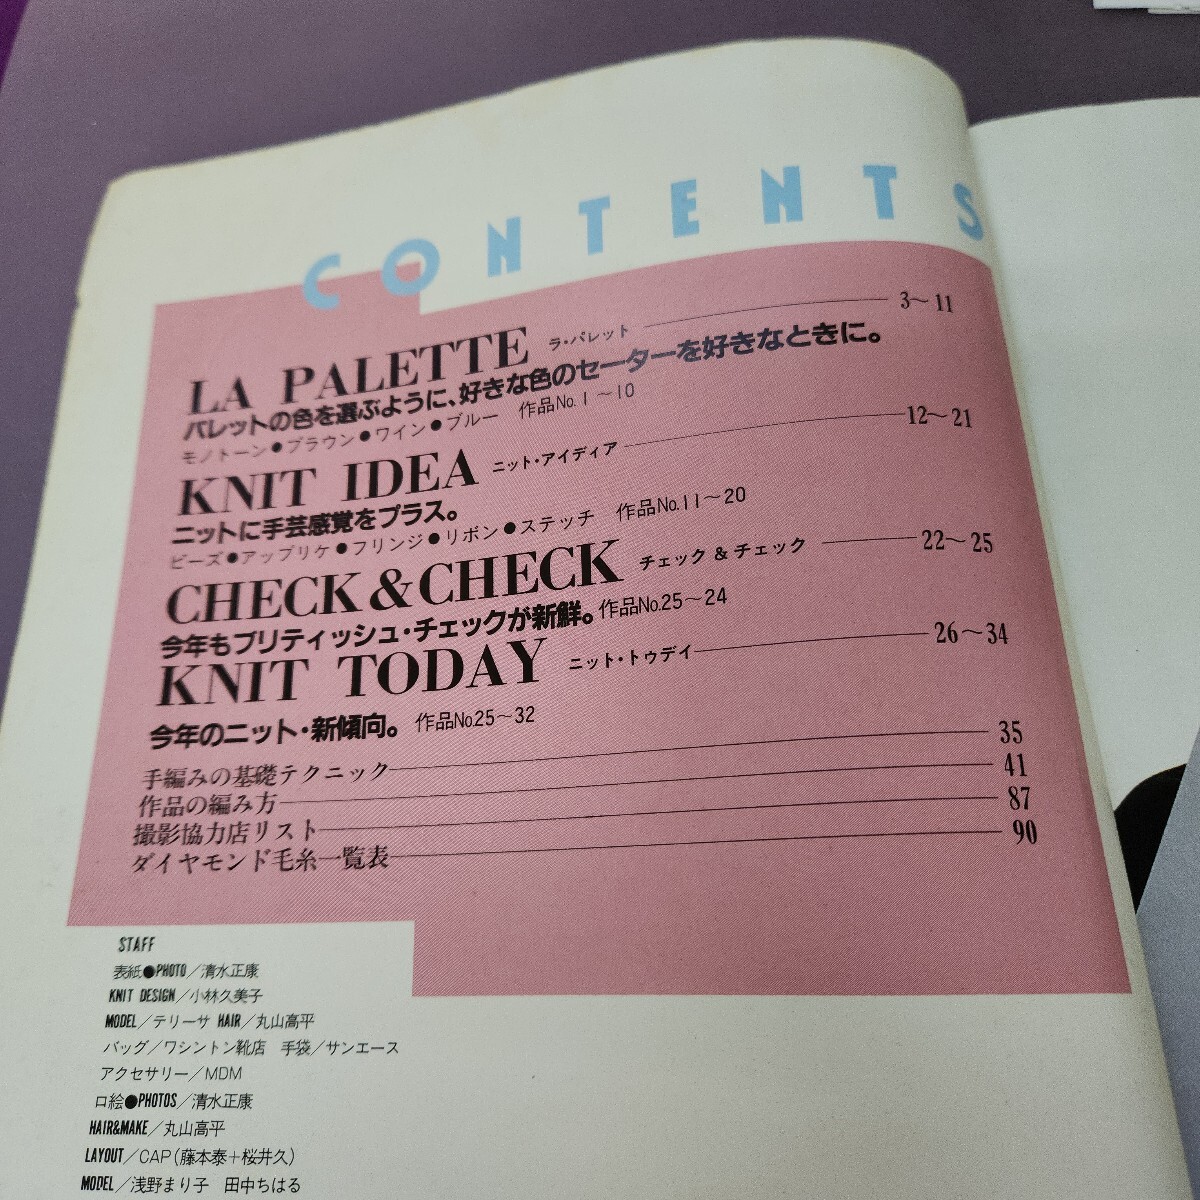 CONTENTS
LA PALETTE ラ・パレット 3〜11
パレットの色を選ぶように、好きな色のセーターを好きなときに。
モノトーン●ブラウン●ワイン●ブルー 作品No.1〜10
KNIT IDEA ニット・アイディア 12〜21
ニットに手芸感覚をプラス。
ビーズ●アップリケ●フリンジ●リボン●ステッチ 作品No.11〜20
CHECK & CHECK チェック & チェック 22〜25
今年もブリティッシュ・チェックが新鮮。作品No.25〜24
KNIT TODAY ニット・トゥデイ 26〜34
今年のニット・新傾向。 作品No.25〜32
手編みの基礎テクニック 35
作品の編み方 41
撮影協力店リスト 87
ダイヤモンド毛糸一覧表 90
STAFF
表紙●PHOTO/清水正康
KNIT DESIGN/小林久美子
MODEL/テリーサ HAIR/丸山高平
バッグ/ワシントン靴店 手袋/サンエース
アクセサリー/MDM
口絵●PHOTOS/清水正康
HAIR&MAKE/丸山高平
LAYOUT/CAP(藤本泰+桜井久)
MODEL/浅野まり子 田中ちはる